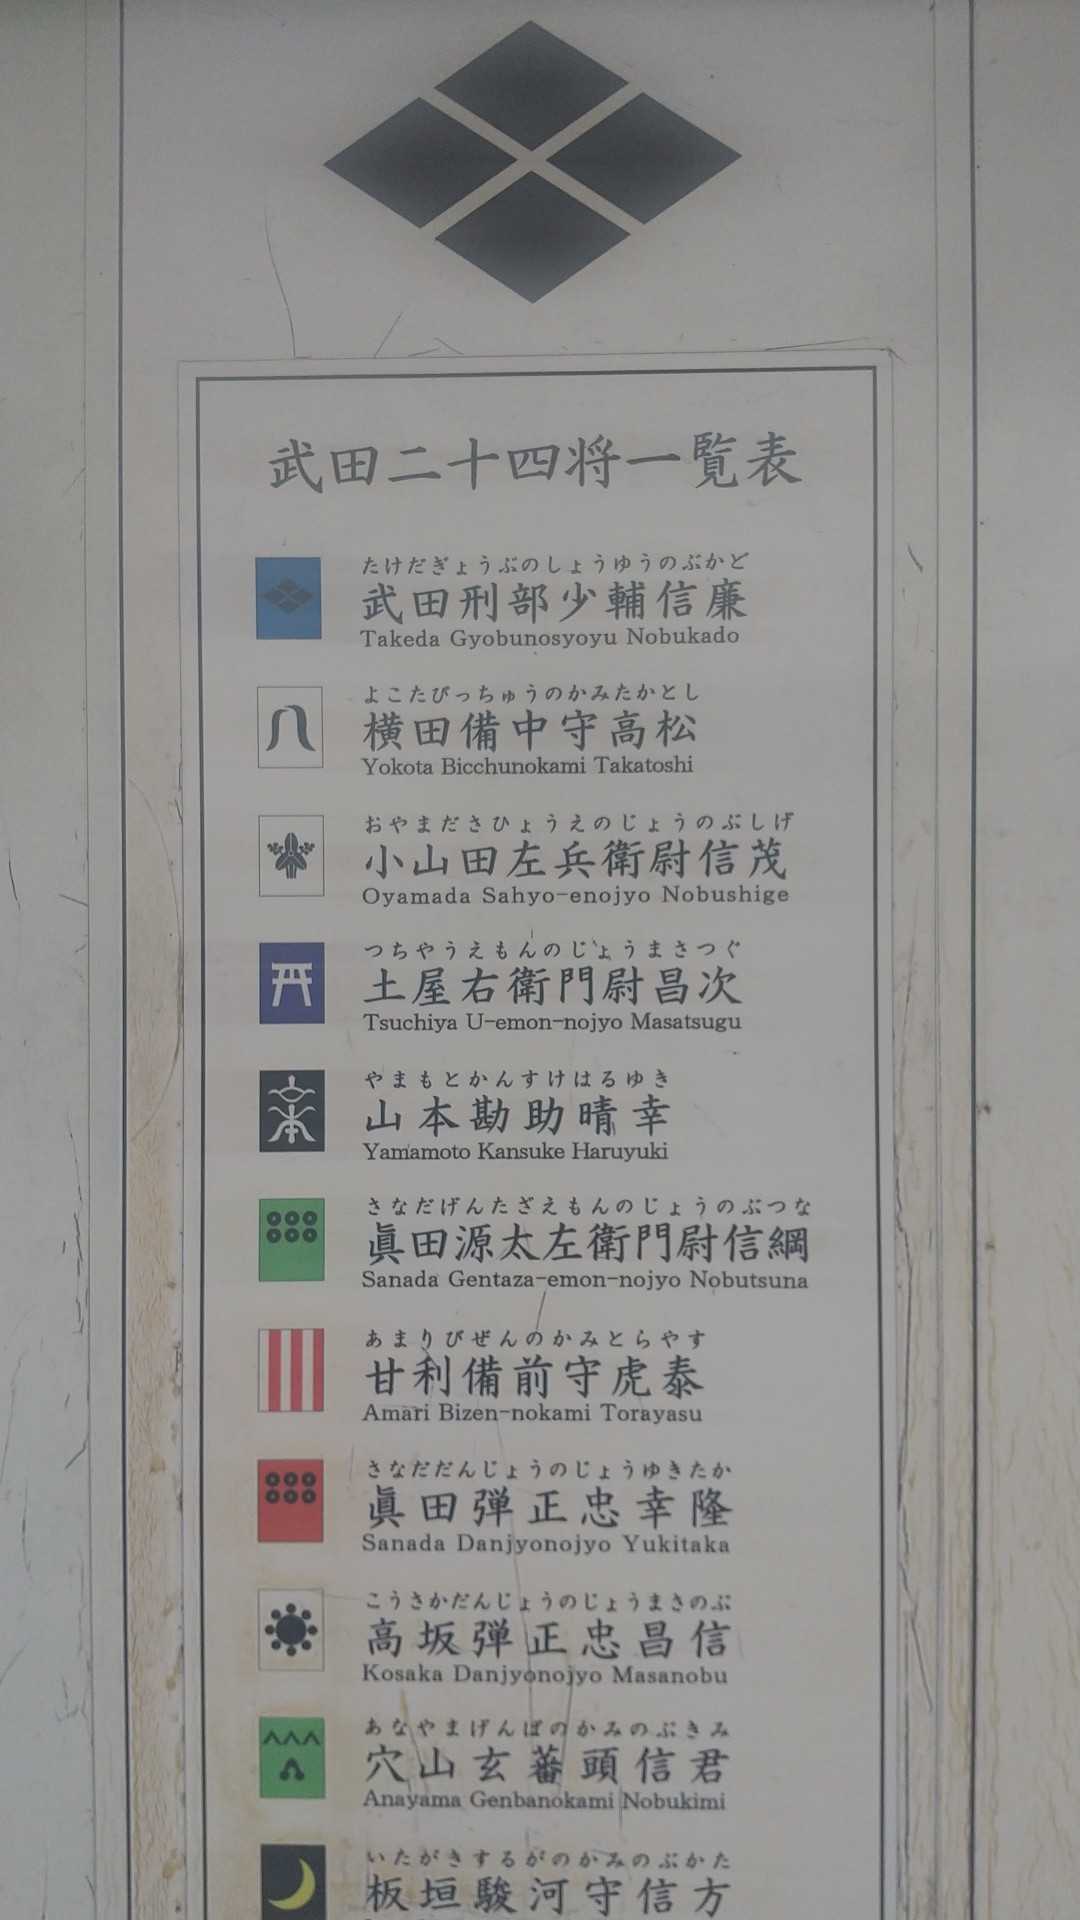 武田二十四将一覧表
たけだぎょうぶのしょうゆうのぶかど
武田刑部少輔信廉
Takeda Gyobunosyoyu Nobukado
よこたびっちゅうのかみたかとし
横田備中守高松
Yokota Bicchunokami Takatoshi
おやまださひょうえのじょうのぶしげ
小山田左兵衛尉信茂
Oyamada Sahyo-enojyo Nobushige
つちやうえもんのじょうまさつぐ
土屋右衛門尉昌次
Tsuchiya U-emon-nojyo Masatsugu
やまもとかんすけはるゆき
山本勘助晴幸
Yamamoto Kansuke Haruyuki
さなだげんたざえもんのじょうのぶつな
眞田源太左衛門尉信綱
Sanada Gentaza-emon-nojyo Nobutsuna
あまりびぜんのかみとらやす
甘利備前守虎泰
Amari Bizen-nokami Torayasu
さなだだんじょうのじょうゆきたか
眞田弾正忠幸隆
Sanada Danjyonojyo Yukitaka
こうさかだんじょうのじょうまさのぶ
高坂弾正忠昌信
Kosaka Danjyonojyo Masanobu
あなやまげんばのかみのぶきみ
穴山玄蕃頭信君
Anayama Genbanokami Nobukimi
いたがきするがのかみのぶかた
板垣駿河守信方